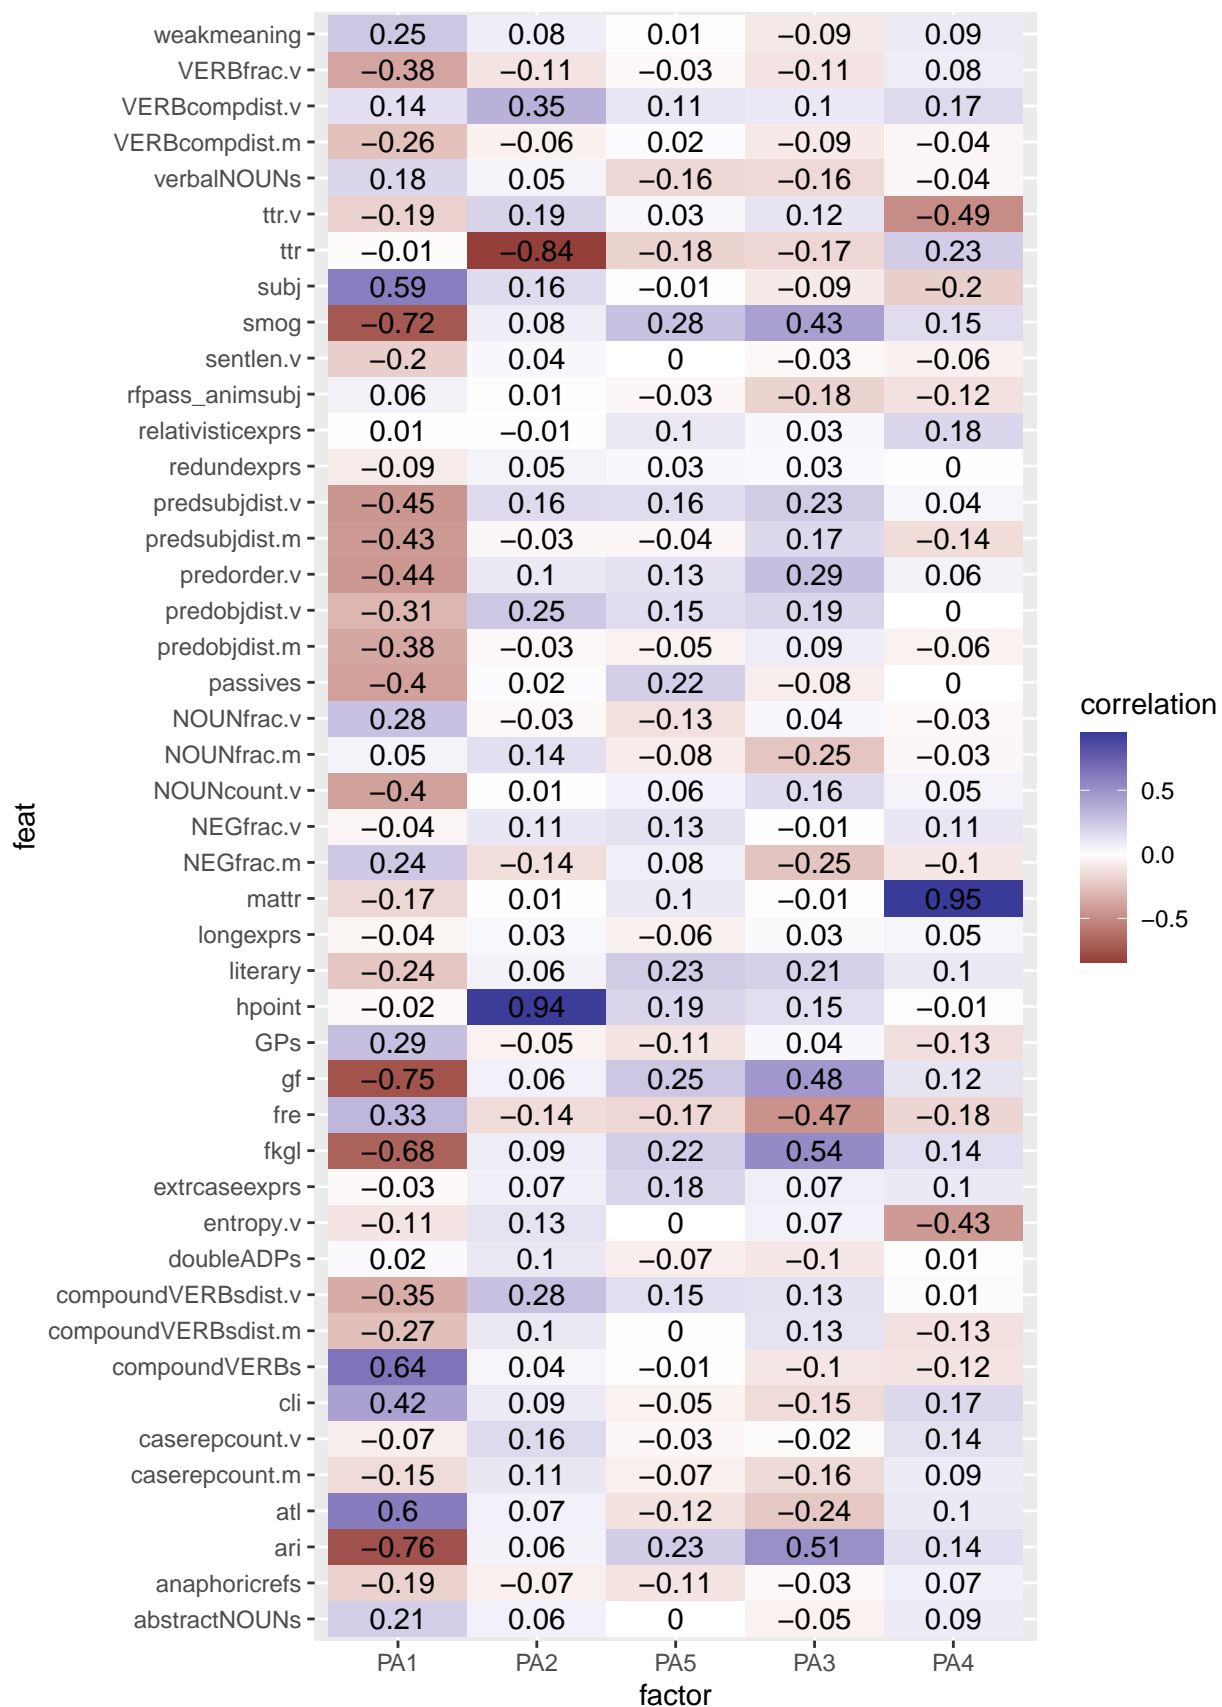 weakmeaning 0.25 0.08 0.01 −0.09 0.09
VERBfrac.v −0.38 −0.11 −0.03 −0.11 0.08
VERBcompdist.v 0.14 0.35 0.11 0.1 0.17
VERBcompdist.m −0.26 −0.06 0.02 −0.09 −0.04
verbalNOUNs 0.18 0.05 −0.16 −0.16 −0.04
ttr.v −0.19 0.19 0.03 0.12 −0.49
ttr −0.01 −0.84 −0.18 −0.17 0.23
subj 0.59 0.16 −0.01 −0.09 −0.2
smog −0.72 0.08 0.28 0.43 0.15
sentlen.v −0.2 0.04 0 −0.03 −0.06
rfpass_animsubj 0.06 0.01 −0.03 −0.18 −0.12
relativisticexprs 0.01 −0.01 0.1 0.03 0.18
redundexprs −0.09 0.05 0.03 0.03 0
predsubjdist.v −0.45 0.16 0.16 0.23 0.04
predsubjdist.m −0.43 −0.03 −0.04 0.17 −0.14
predorder.v −0.44 0.1 0.13 0.29 0.06
predobjdist.v −0.31 0.25 0.15 0.19 0
predobjdist.m −0.38 −0.03 −0.05 0.09 −0.06
passives −0.4 0.02 0.22 −0.08 0
NOUNfrac.v 0.28 −0.03 −0.13 0.04 −0.03
NOUNfrac.m 0.05 0.14 −0.08 −0.25 −0.03
NOUNcount.v −0.4 0.01 0.06 0.16 0.05
NEGfrac.v −0.04 0.11 0.13 −0.01 0.11
NEGfrac.m 0.24 −0.14 0.08 −0.25 −0.1
mattr −0.17 0.01 0.1 −0.01 0.95
longexprs −0.04 0.03 −0.06 0.03 0.05
literary −0.24 0.06 0.23 0.21 0.1
hpoint −0.02 0.94 0.19 0.15 −0.01
GPs 0.29 −0.05 −0.11 0.04 −0.13
gf −0.75 0.06 0.25 0.48 0.12
fre 0.33 −0.14 −0.17 −0.47 −0.18
fkgl −0.68 0.09 0.22 0.54 0.14
extrcaseexprs −0.03 0.07 0.18 0.07 0.1
entropy.v −0.11 0.13 0 0.07 −0.43
doubleADPs 0.02 0.1 −0.07 −0.1 0.01
compoundVERBsdist.v −0.35 0.28 0.15 0.13 0.01
compoundVERBsdist.m −0.27 0.1 0 0.13 −0.13
compoundVERBs 0.64 0.04 −0.01 −0.1 −0.12
cli 0.42 0.09 −0.05 −0.15 0.17
caserepcount.v −0.07 0.16 −0.03 −0.02 0.14
caserepcount.m −0.15 0.11 −0.07 −0.16 0.09
atl 0.6 0.07 −0.12 −0.24 0.1
ari −0.76 0.06 0.23 0.51 0.14
anaphoricrefs −0.19 −0.07 −0.11 −0.03 0.07
abstractNOUNs 0.21 0.06 0 −0.05 0.09
PA1 PA2 PA5 PA3 PA4
factor
feat
correlation
0.5
0.0
−0.5